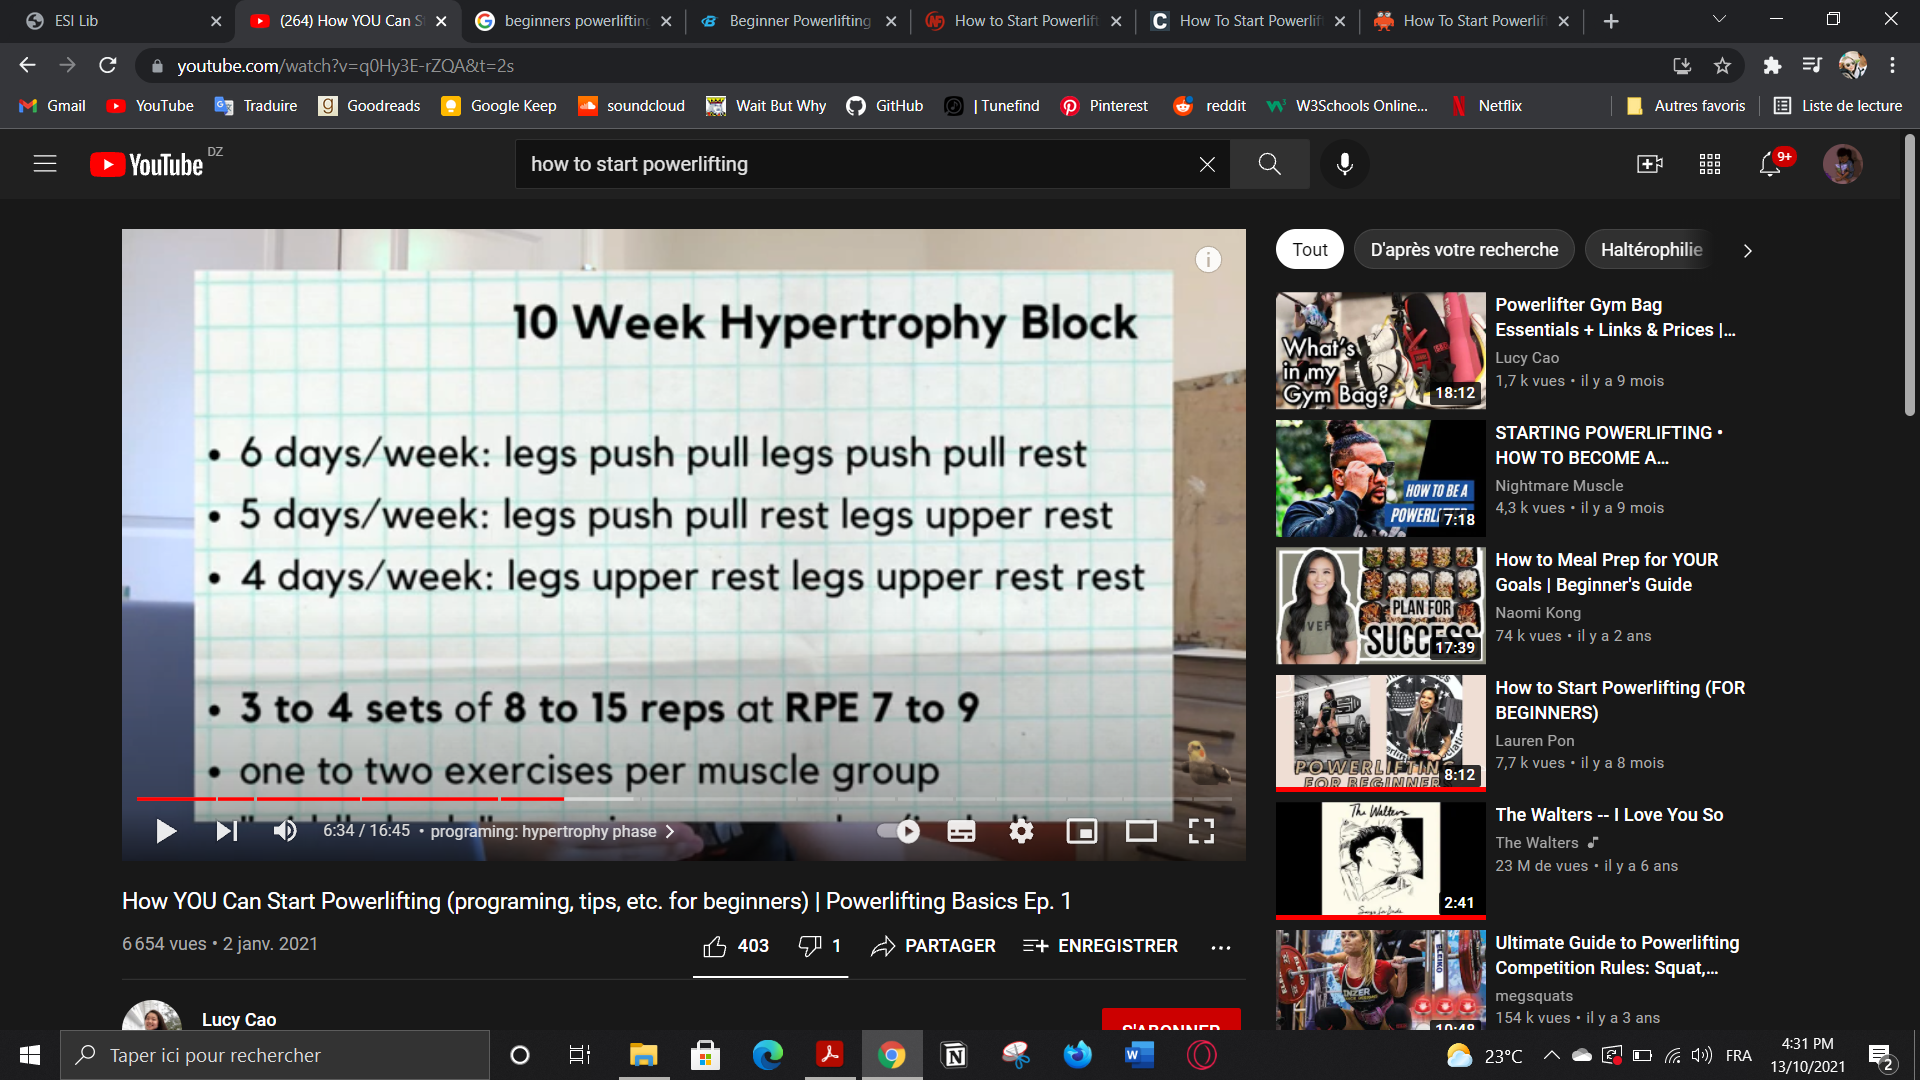 ESI Lib
(264) How YOU Can S
beginners powerlifting
Beginner Powerlifting
How to Start Powerlift
How To Start Powerlif
How To Start Powerlif
youtube.com/watch?v=q0Hy3E-rZQA&t=2s
Gmail
YouTube
Traduire
Goodreads
Google Keep
soundcloud
Wait But Why
GitHub
| Tunefind
Pinterest
reddit
W3Schools Online...
Netflix
Autres favoris
Liste de lecture
YouTube DZ
how to start powerlifting
9+
10 Week Hypertrophy Block
• 6 days/week: legs push pull legs push pull rest
• 5 days/week: legs push pull rest legs upper rest
• 4 days/week: legs upper rest legs upper rest rest
• 3 to 4 sets of 8 to 15 reps at RPE 7 to 9
• one to two exercises per muscle group
6:34 / 16:45 • programing: hypertrophy phase
How YOU Can Start Powerlifting (programing, tips, etc. for beginners) | Powerlifting Basics Ep. 1
6 654 vues • 2 janv. 2021
403
1
PARTAGER
ENREGISTRER
Lucy Cao
S'ABONNER
Tout
D'après votre recherche
Haltérophilie
What's
in my
Gym Bag?
18:12
Powerlifter Gym Bag
Essentials + Links & Prices |...
Lucy Cao
1,7 k vues • il y a 9 mois
HOW TO BE A
7:18
STARTING POWERLIFTING •
HOW TO BECOME A...
Nightmare Muscle
4,3 k vues • il y a 9 mois
PLAN FOR
SUCCESS
17:39
How to Meal Prep for YOUR
Goals | Beginner's Guide
Naomi Kong
74 k vues • il y a 2 ans
POWERLIFTING
FOR BEGINNER
8:12
How to Start Powerlifting (FOR
BEGINNERS)
Lauren Pon
7,7 k vues • il y a 8 mois
The Walters
2:41
The Walters -- I Love You So
The Walters
23 M de vues • il y a 6 ans
10:48
Ultimate Guide to Powerlifting
Competition Rules: Squat,...
megsquats
154 k vues • il y a 3 ans
Taper ici pour rechercher
23°C
FRA
4:31 PM
13/10/2021
2